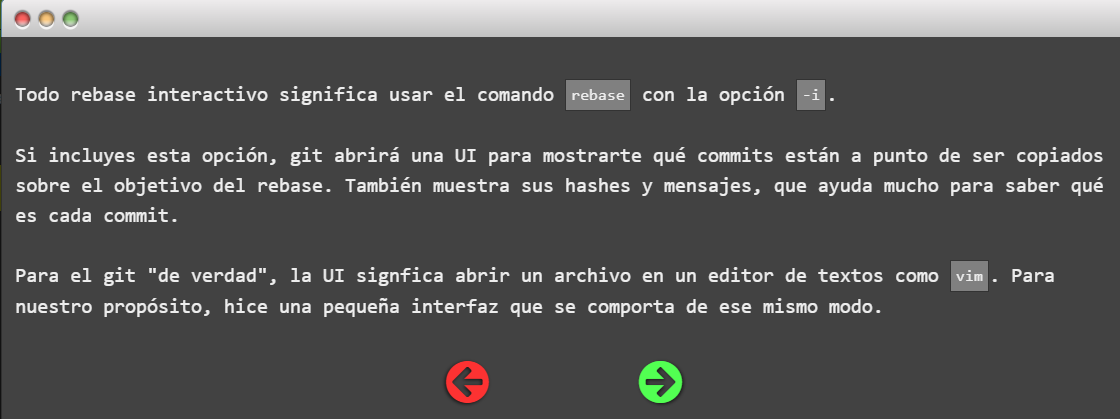 Todo rebase interactivo significa usar el comando rebase con la opción -i.
Si incluyes esta opción, git abrirá una UI para mostrarte qué commits están a punto de ser copiados
sobre el objetivo del rebase. También muestra sus hashes y mensajes, que ayuda mucho para saber qué
es cada commit.
Para el git "de verdad", la UI signfica abrir un archivo en un editor de textos como vim. Para
nuestro propósito, hice una pequeña interfaz que se comporta de ese mismo modo.